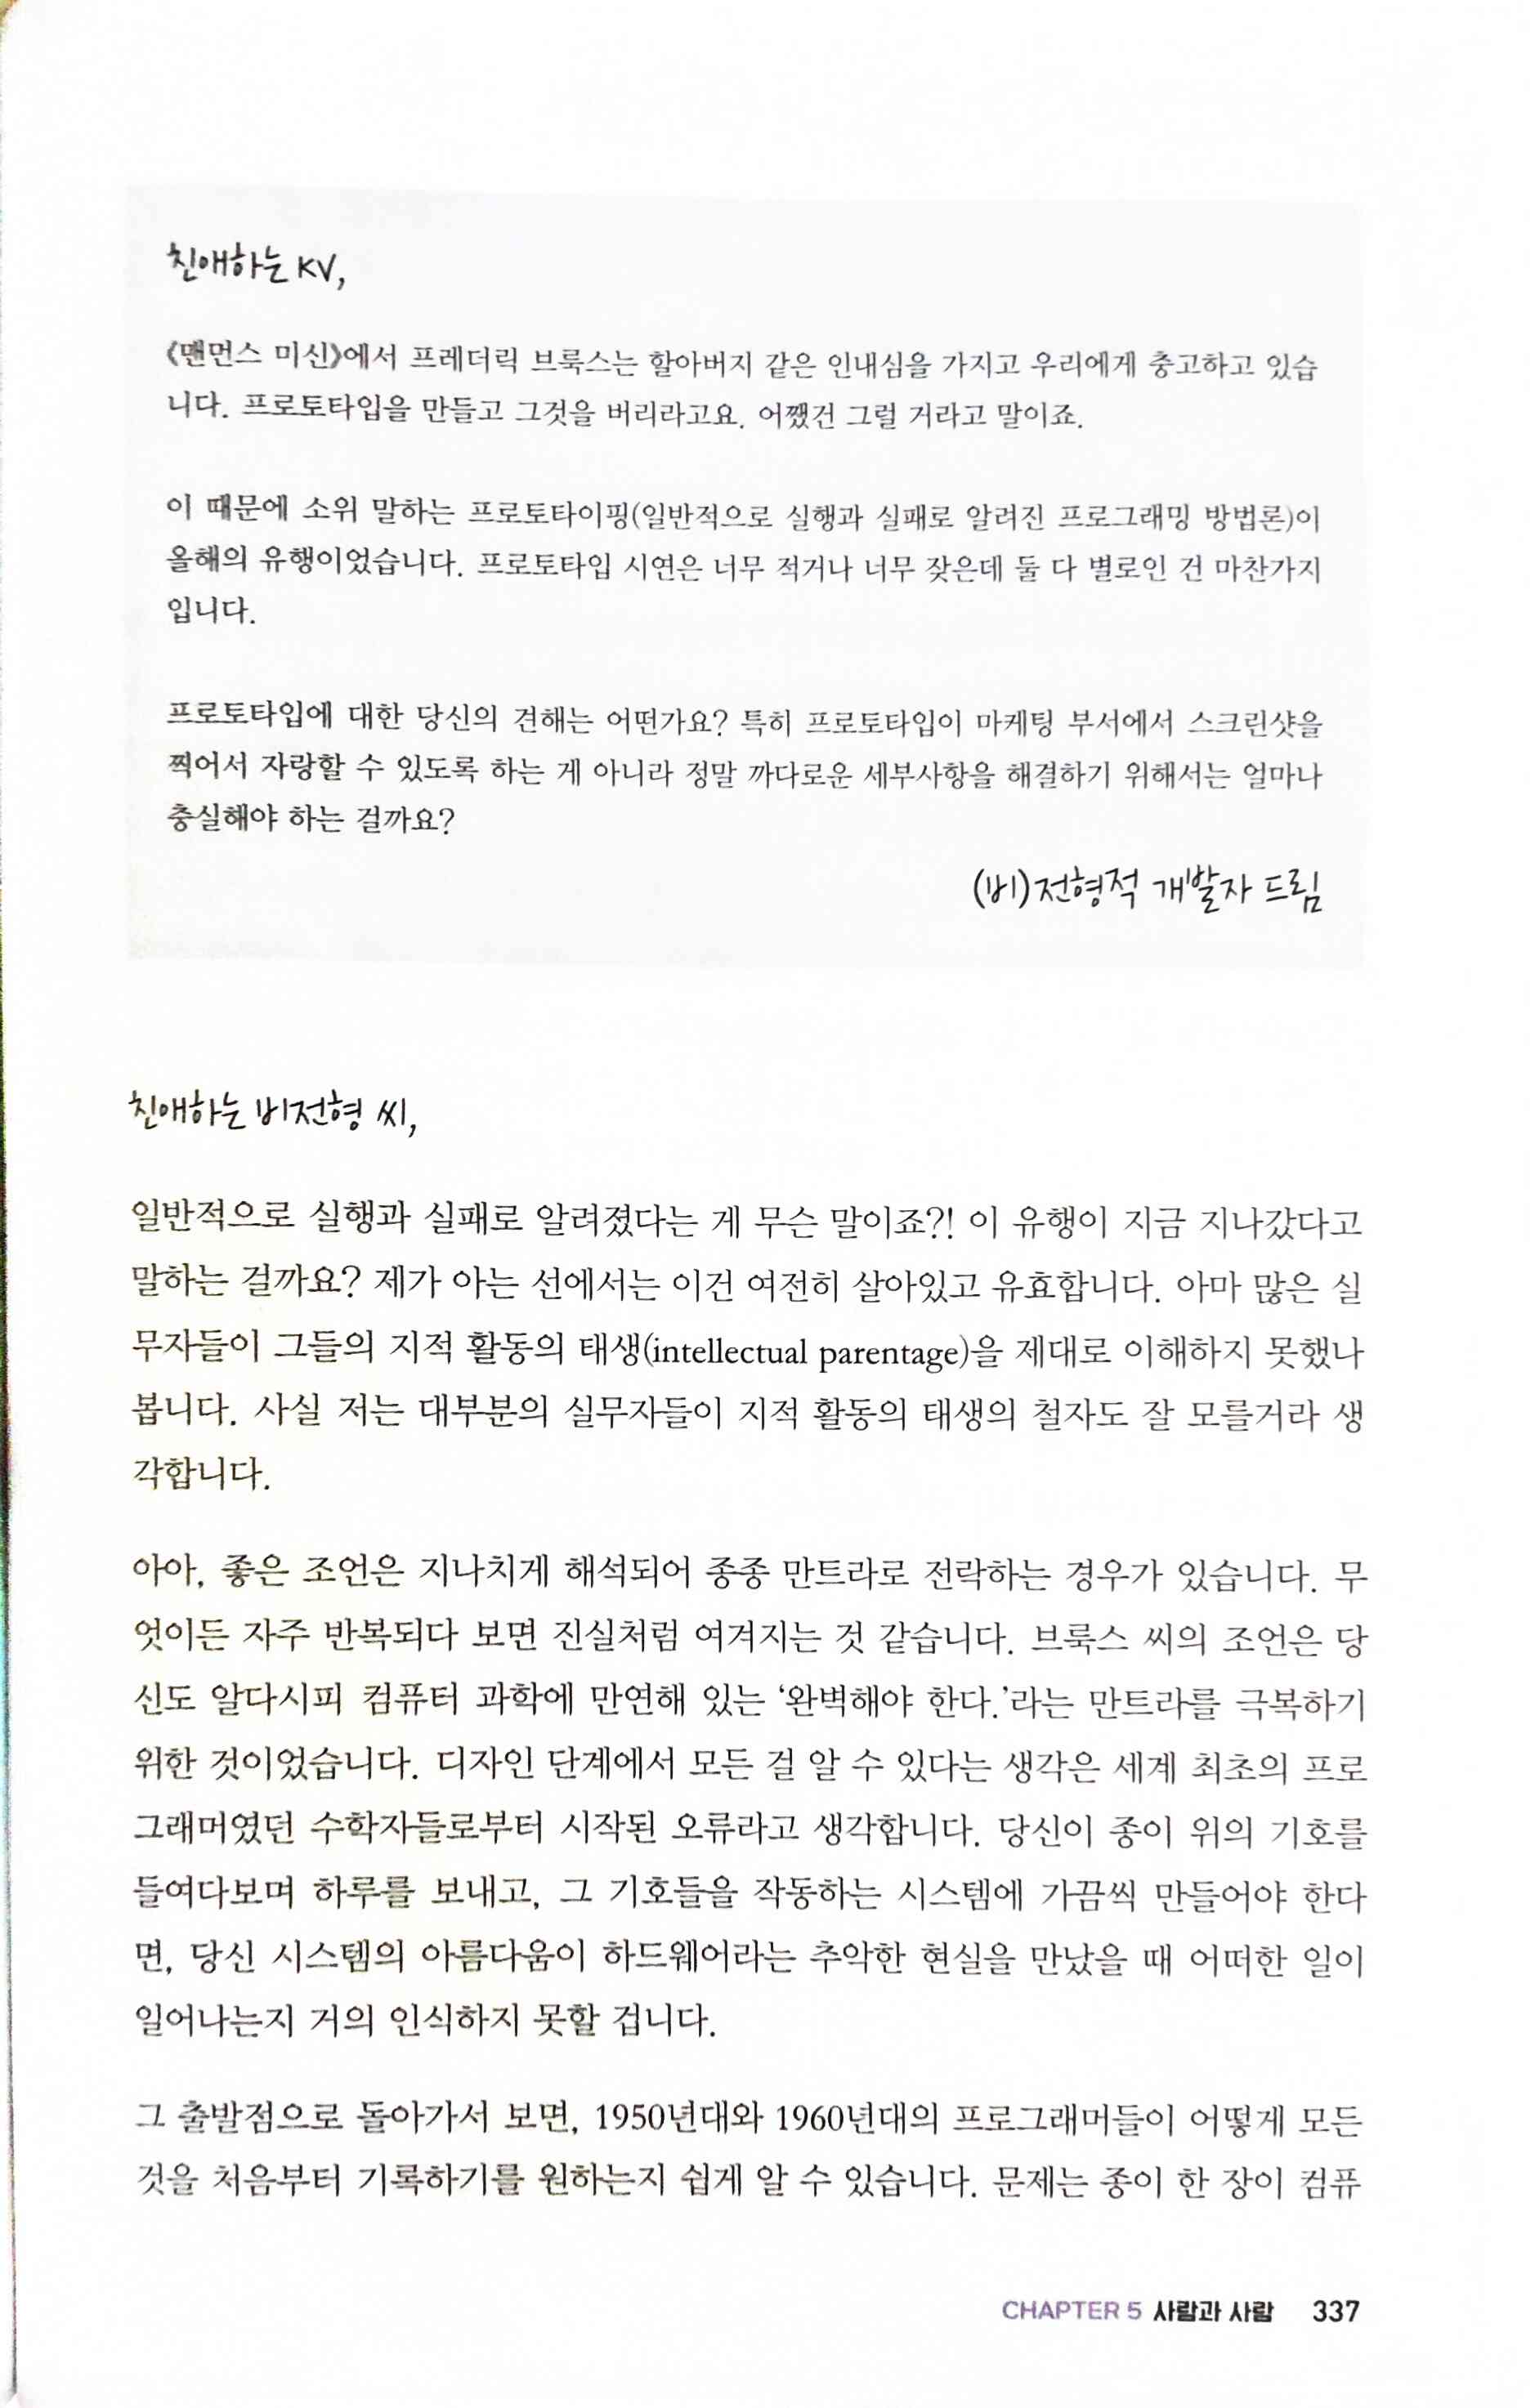 친애하는 KV,
《맨먼스 미신》에서 프레더릭 브룩스는 할아버지 같은 인내심을 가지고 우리에게 충고하고 있습
니다. 프로토타입을 만들고 그것을 버리라고요. 어쨌건 그럴 거라고 말이죠.
이 때문에 소위 말하는 프로토타이핑(일반적으로 실행과 실패로 알려진 프로그래밍 방법론)이
올해의 유행이었습니다. 프로토타입 시연은 너무 적거나 너무 잦은데 둘 다 별로인 건 마찬가지
입니다.
프로토타입에 대한 당신의 견해는 어떤가요? 특히 프로토타입이 마케팅 부서에서 스크린샷을
찍어서 자랑할 수 있도록 하는 게 아니라 정말 까다로운 세부사항을 해결하기 위해서는 얼마나
충실해야 하는 걸까요?
(비)전형적 개발자 드림
친애하는 비전형 씨,
일반적으로 실행과 실패로 알려졌다는 게 무슨 말이죠?! 이 유행이 지금 지나갔다고
말하는 걸까요? 제가 아는 선에서는 이건 여전히 살아있고 유효합니다. 아마 많은 실
무자들이 그들의 지적 활동의 태생(intellectual parentage)을 제대로 이해하지 못했나
봅니다. 사실 저는 대부분의 실무자들이 지적 활동의 태생의 철자도 잘 모를거라 생
각합니다.
아아, 좋은 조언은 지나치게 해석되어 종종 만트라로 전락하는 경우가 있습니다. 무
엇이든 자주 반복되다 보면 진실처럼 여겨지는 것 같습니다. 브룩스 씨의 조언은 당
신도 알다시피 컴퓨터 과학에 만연해 있는 ‘완벽해야 한다.’라는 만트라를 극복하기
위한 것이었습니다. 디자인 단계에서 모든 걸 알 수 있다는 생각은 세계 최초의 프로
그래머였던 수학자들로부터 시작된 오류라고 생각합니다. 당신이 종이 위의 기호를
들여다보며 하루를 보내고, 그 기호들을 작동하는 시스템에 가끔씩 만들어야 한다
면, 당신 시스템의 아름다움이 하드웨어라는 추악한 현실을 만났을 때 어떠한 일이
일어나는지 거의 인식하지 못할 겁니다.
그 출발점으로 돌아가서 보면, 1950년대와 1960년대의 프로그래머들이 어떻게 모든
것을 처음부터 기록하기를 원하는지 쉽게 알 수 있습니다. 문제는 종이 한 장이 컴퓨
CHAPTER 5 사람과 사람 337